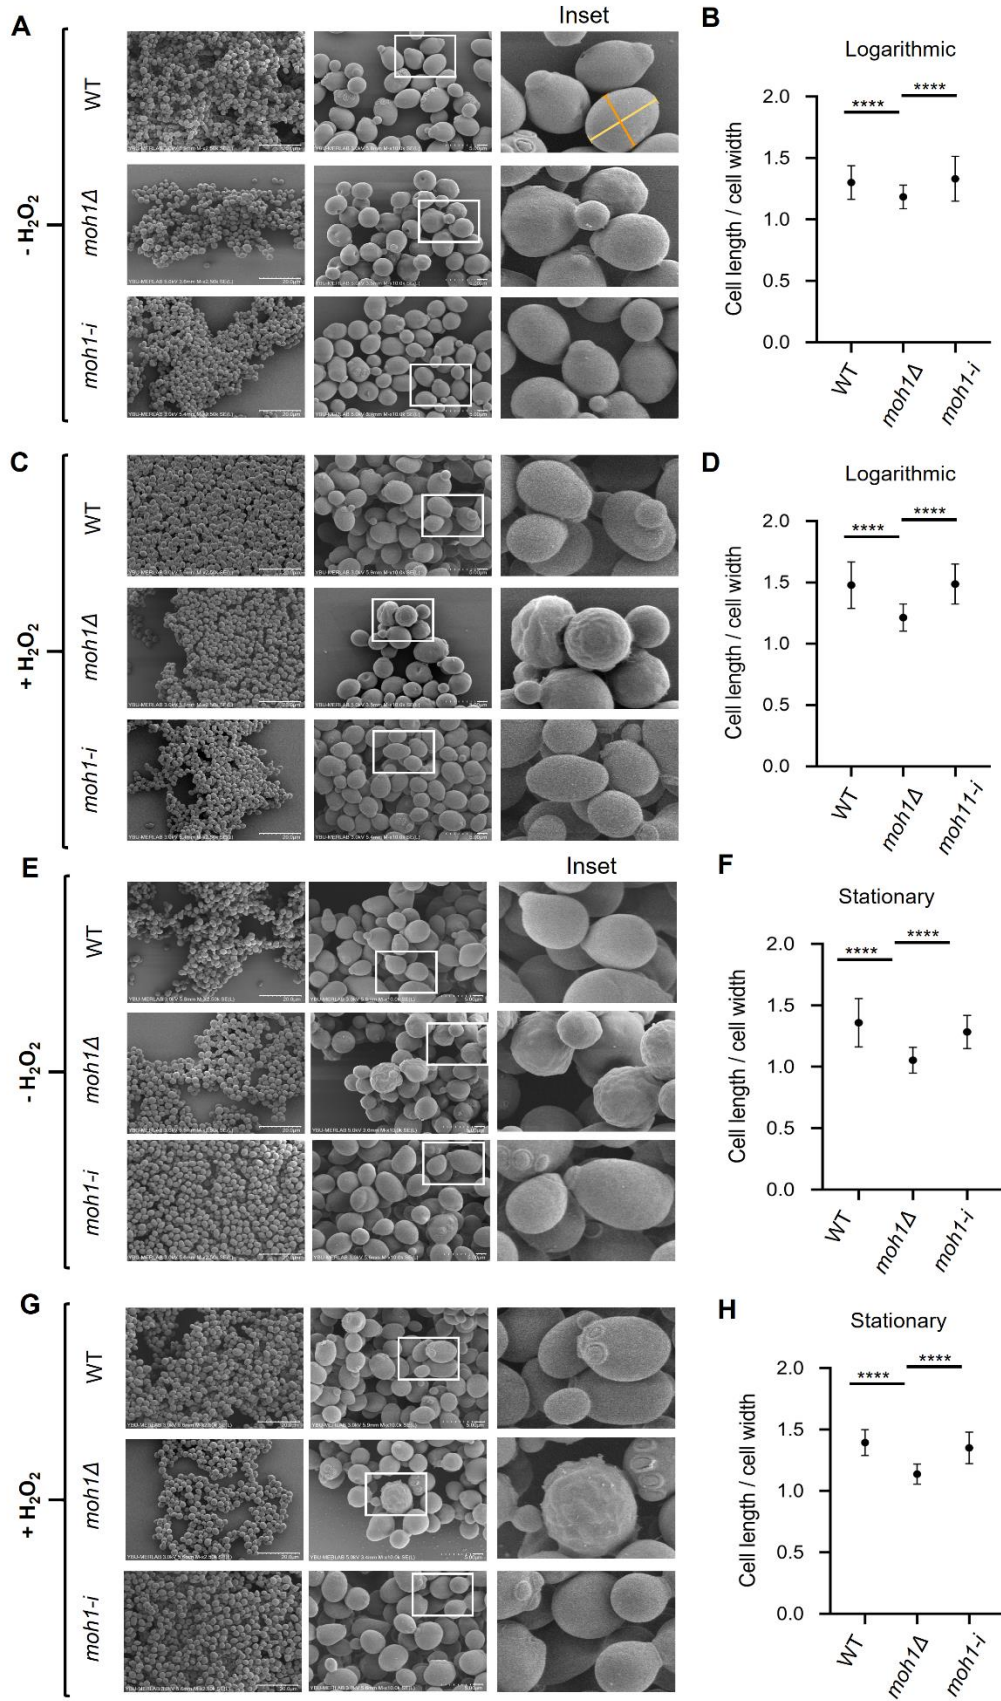 Inset
A
- H₂O₂
WT
moh1Δ
moh1-i
B
Logarithmic
****
****
Cell length / cell width
2.0
1.5
1.0
0.5
0.0
WT
moh1Δ
moh1-i
C
+ H₂O₂
WT
moh1Δ
moh1-i
D
Logarithmic
****
****
Cell length / cell width
2.0
1.5
1.0
0.5
0.0
WT
moh1Δ
moh11-i
E
Inset
- H₂O₂
WT
moh1Δ
moh1-i
F
Stationary
****
****
Cell length / cell width
2.0
1.5
1.0
0.5
0.0
WT
moh1Δ
moh1-i
G
+ H₂O₂
WT
moh1Δ
moh1-i
H
Stationary
****
****
Cell length / cell width
2.0
1.5
1.0
0.5
0.0
WT
moh1Δ
moh1-i